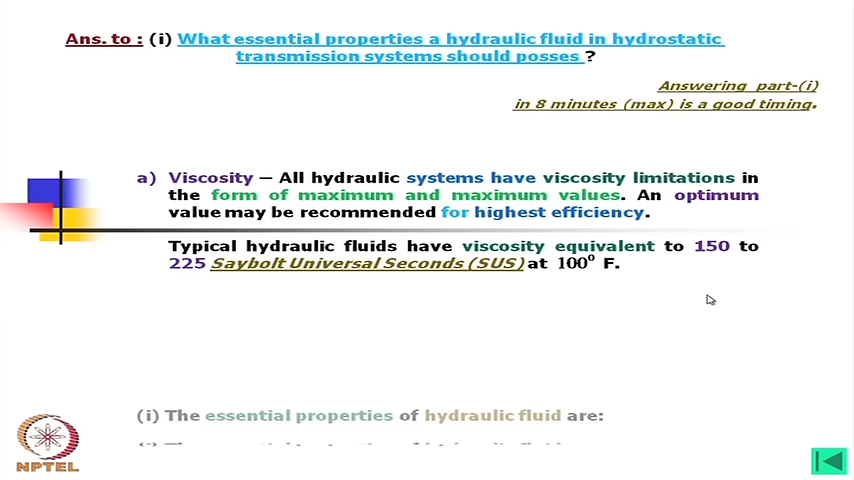 Ans. to : (i) What essential properties a hydraulic fluid in hydrostatic
transmission systems should posses ?
Answering part-(i)
in 8 minutes (max) is a good timing.
a) Viscosity – All hydraulic systems have viscosity limitations in
the form of maximum and maximum values. An optimum
value may be recommended for highest efficiency.
Typical hydraulic fluids have viscosity equivalent to 150 to
225 Saybolt Universal Seconds (SUS) at 100⁰ F.
(i) The essential properties of hydraulic fluid are:
NPTEL